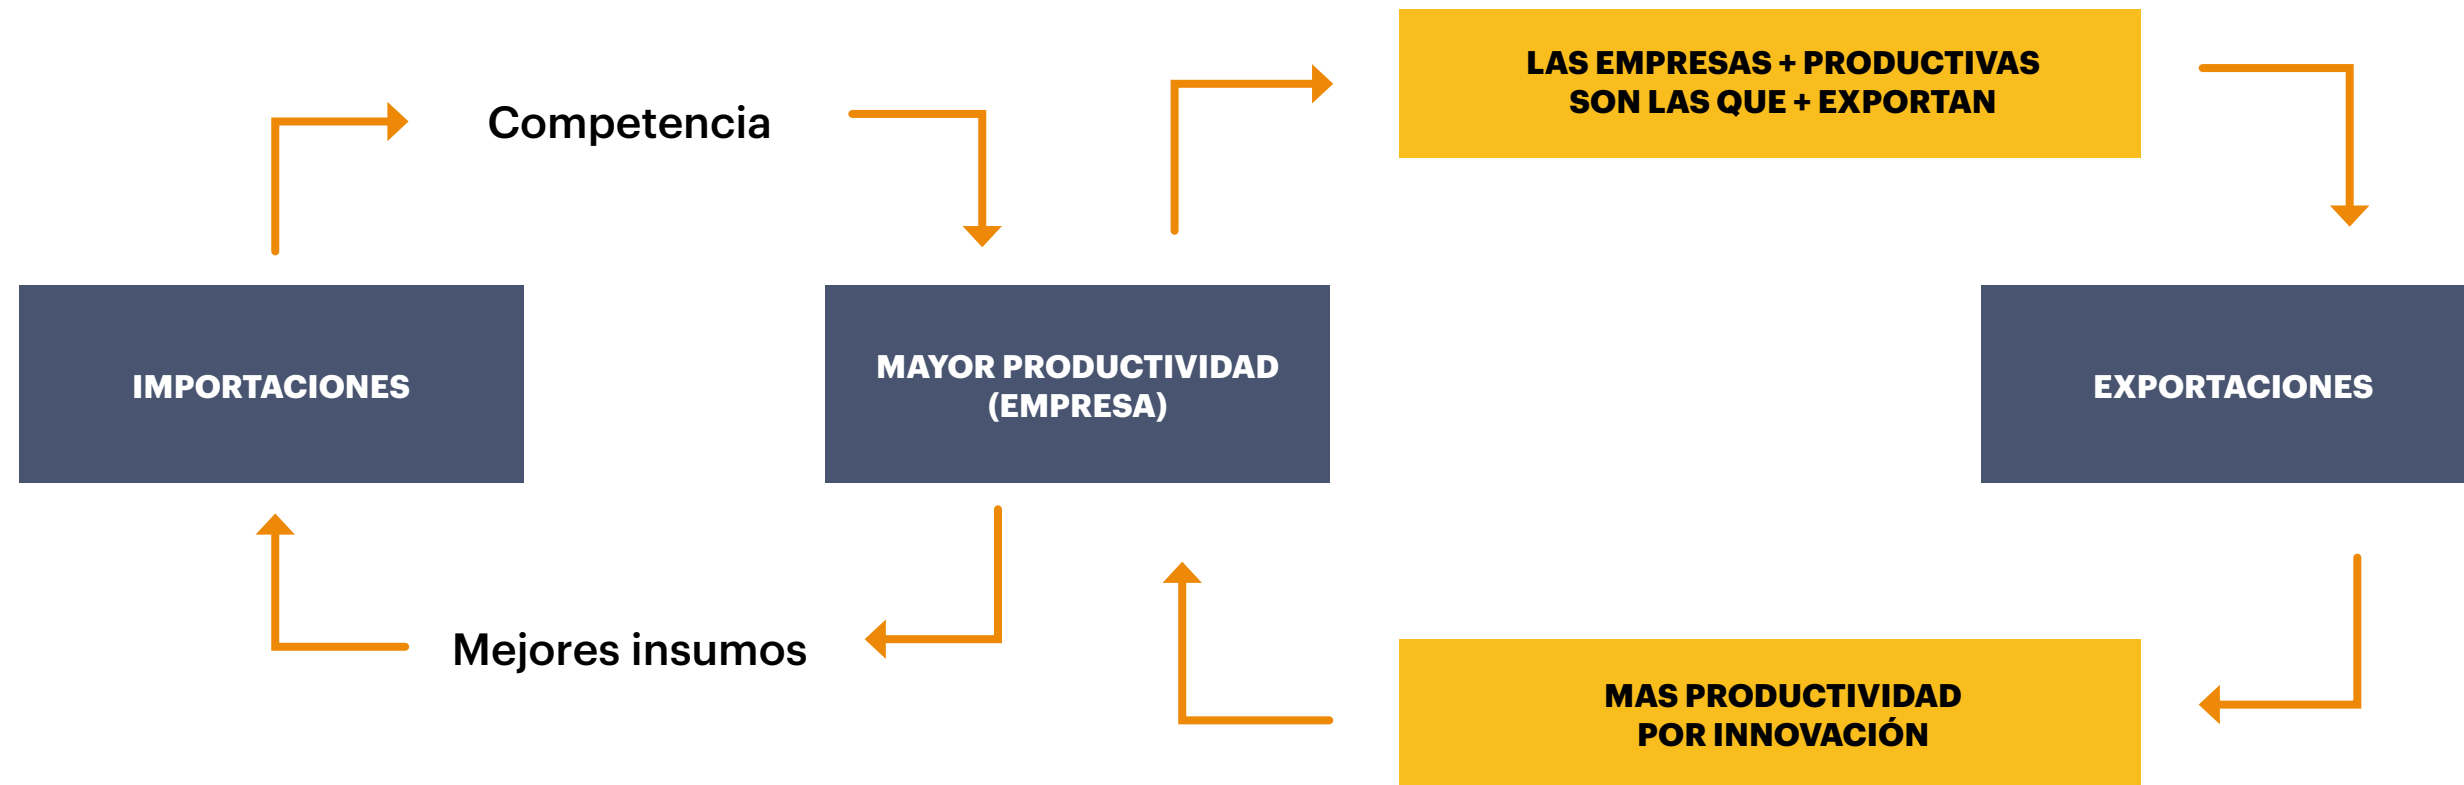 LAS EMPRESAS + PRODUCTIVAS
SON LAS QUE + EXPORTAN
Competencia
IMPORTACIONES
MAYOR PRODUCTIVIDAD
(EMPRESA)
EXPORTACIONES
Mejores insumos
MAS PRODUCTIVIDAD
POR INNOVACIÓN